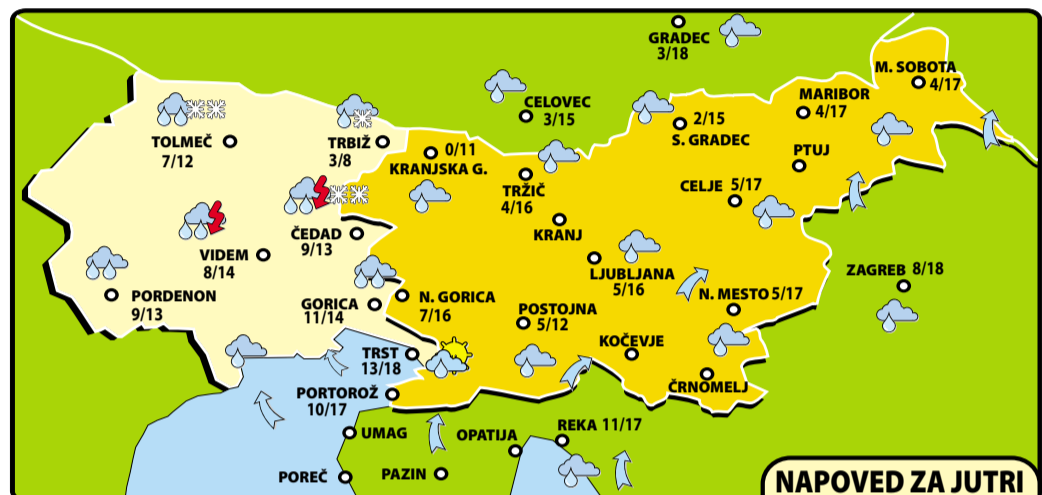 GRADEC
3/18
M. SOBOTA
4/17
MARIBOR
4/17
CELOVEC
3/15
2/15
S. GRADEC
TOLMEČ
7/12
TRBIŽ
3/8
0/11
KRANJSKA G.
PTUJ
TRŽIČ
4/16
CELJE 5/17
KRANJ
ČEDAD
9/13
VIDEM
8/14
LJUBLJANA
5/16
ZAGREB 8/18
PORDENON
9/13
GORICA
11/14
N. GORICA
7/16
N. MESTO 5/17
POSTOJNA
5/12
KOČEVJE
TRST
13/18
ČRNOMELJ
PORTOROŽ
10/17
UMAG
OPATIJA
REKA 11/17
POREČ
PAZIN
NAPOVED ZA JUTRI